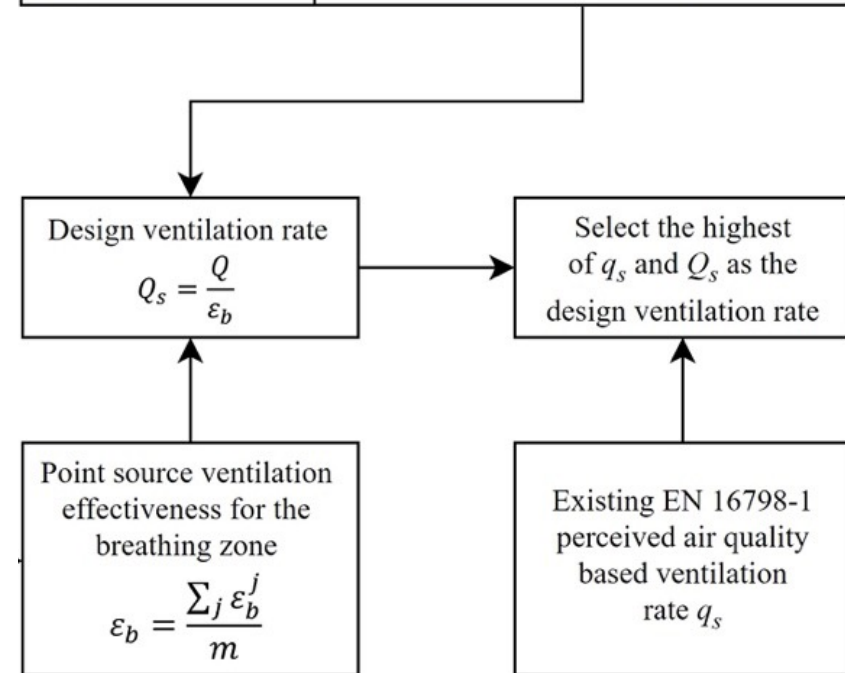 Design ventilation rate
Q_s = Q / ε_b
Select the highest
of q_s and Q_s as the
design ventilation rate
Point source ventilation
effectiveness for the
breathing zone
ε_b = ∑_j ε_b^j / m
Existing EN 16798-1
perceived air quality
based ventilation
rate q_s